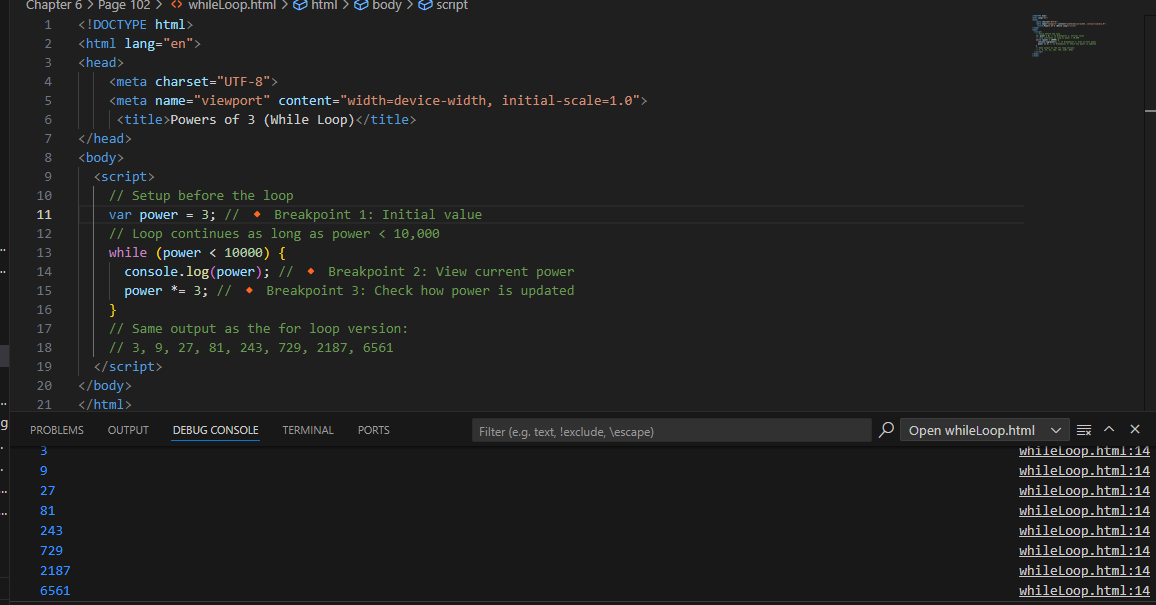 Chapter 6 > Page 102 > <> whileLoop.html > html > body > script
1 <!DOCTYPE html>
2 <html lang="en">
3 <head>
4 <meta charset="UTF-8">
5 <meta name="viewport" content="width=device-width, initial-scale=1.0">
6 <title>Powers of 3 (While Loop)</title>
7 </head>
8 <body>
9 <script>
10 // Setup before the loop
11 var power = 3; // 🔸 Breakpoint 1: Initial value
12 // Loop continues as long as power < 10,000
13 while (power < 10000) {
14 console.log(power); // 🔸 Breakpoint 2: View current power
15 power *= 3; // 🔸 Breakpoint 3: Check how power is updated
16 }
17 // Same output as the for loop version:
18 // 3, 9, 27, 81, 243, 729, 2187, 6561
19 </script>
20 </body>
21 </html>
PROBLEMS OUTPUT DEBUG CONSOLE TERMINAL PORTS Filter (e.g. text, !exclude, \escape) Open whileLoop.html
3 whileLoop.html:14
9 whileLoop.html:14
27 whileLoop.html:14
81 whileLoop.html:14
243 whileLoop.html:14
729 whileLoop.html:14
2187 whileLoop.html:14
6561 whileLoop.html:14